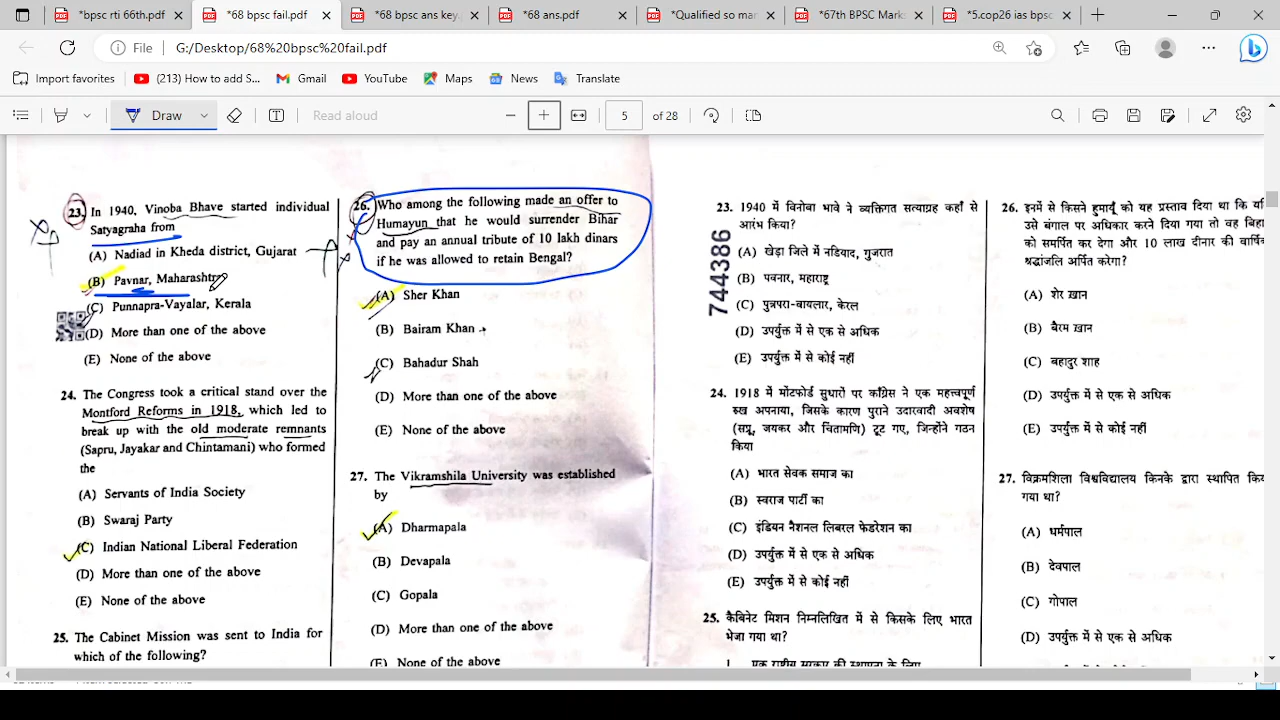 *bpsc rti 66th.pdf
*68 bpsc fail.pdf
*68 bpsc ans key.
*68 ans.pdf
*Qualified so mar
*67th BPSC Marks
*5.cop26 ias bpsc
File
G:/Desktop/68%20bpsc%20fail.pdf
Import favorites
(213) How to add S...
Gmail
YouTube
Maps
News
Translate
Draw
Read aloud
5
of 28
23. In 1940, Vinoba Bhave started individual
Satyagraha from
(A) Nadiad in Kheda district, Gujarat
(B) Pavnar, Maharashtra
(C) Punnapra-Vayalar, Kerala
(D) More than one of the above
(E) None of the above
24. The Congress took a critical stand over the
Montford Reforms in 1918, which led to
break up with the old moderate remnants
(Sapru, Jayakar and Chintamani) who formed
the
(A) Servants of India Society
(B) Swaraj Party
(C) Indian National Liberal Federation
(D) More than one of the above
(E) None of the above
25. The Cabinet Mission was sent to India for
which of the following?
26. Who among the following made an offer to
Humayun that he would surrender Bihar
and pay an annual tribute of 10 lakh dinars
if he was allowed to retain Bengal?
(A) Sher Khan
(B) Bairam Khan
(C) Bahadur Shah
(D) More than one of the above
(E) None of the above
27. The Vikramshila University was established
by
(A) Dharmapala
(B) Devapala
(C) Gopala
(D) More than one of the above
(E) None of the above
744386
23. 1940 में विनोबा भावे ने व्यक्तिगत सत्याग्रह कहाँ से
आरंभ किया?
(A) खेड़ा जिले में नडियाद, गुजरात
(B) पवनार, महाराष्ट्र
(C) पुन्नपरा-वायलार, केरल
(D) उपर्युक्त में से एक से अधिक
(E) उपर्युक्त में से कोई नहीं
24. 1918 में मोंटफोर्ड सुधारों पर काँग्रेस ने एक महत्त्वपूर्ण
रुख अपनाया, जिसके कारण पुराने उदारवादी अवशेष
(सप्रू, जयकर और चिंतामणि) टूट गए, जिन्होंने गठन
किया
(A) भारत सेवक समाज का
(B) स्वराज पार्टी का
(C) इंडियन नैशनल लिबरल फेडरेशन का
(D) उपर्युक्त में से एक से अधिक
(E) उपर्युक्त में से कोई नहीं
25. कैबिनेट मिशन निम्नलिखित में से किसके लिए भारत
भेजा गया था?
I. एक राष्ट्रीय सरकार की स्थापना के लिए
26. इनमें से किसने हुमायूँ को यह प्रस्ताव दिया था कि यदि
उसे बंगाल पर अधिकार करने दिया गया तो वह बिहार
को समर्पित कर देगा और 10 लाख दीनार की वार्षिक
श्रद्धांजलि अर्पित करेगा?
(A) शेर ख़ान
(B) बैरम ख़ान
(C) बहादुर शाह
(D) उपर्युक्त में से एक से अधिक
(E) उपर्युक्त में से कोई नहीं
27. विक्रमशिला विश्वविद्यालय किनके द्वारा स्थापित किया
गया था?
(A) धर्मपाल
(B) देवपाल
(C) गोपाल
(D) उपर्युक्त में से एक से अधिक